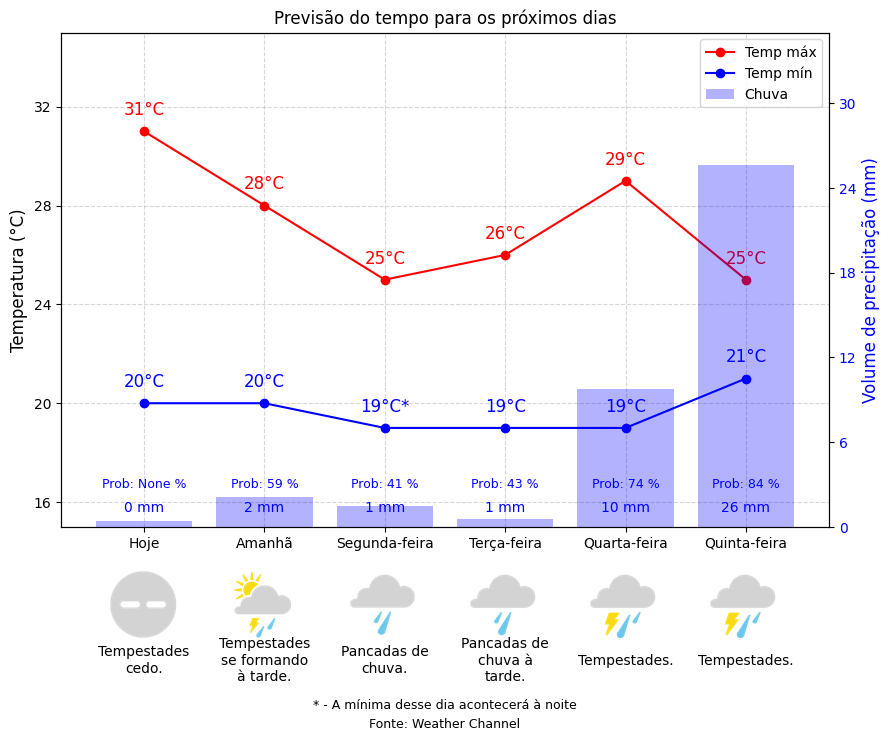 Previsão do tempo para os próximos dias
Temp máx
Temp mín
Chuva
Temperatura (°C)
Volume de precipitação (mm)
32
28
24
20
16
30
24
18
12
6
0
31°C
28°C
25°C
26°C
29°C
25°C
20°C
20°C
19°C*
19°C
19°C
21°C
Prob: None %
Prob: 59 %
Prob: 41 %
Prob: 43 %
Prob: 74 %
Prob: 84 %
0 mm
2 mm
1 mm
1 mm
10 mm
26 mm
Hoje
Amanhã
Segunda-feira
Terça-feira
Quarta-feira
Quinta-feira
Tempestades
cedo.
Tempestades
se formando
à tarde.
Pancadas de
chuva.
Pancadas de
chuva à
tarde.
Tempestades.
Tempestades.
* - A mínima desse dia acontecerá à noite
Fonte: Weather Channel